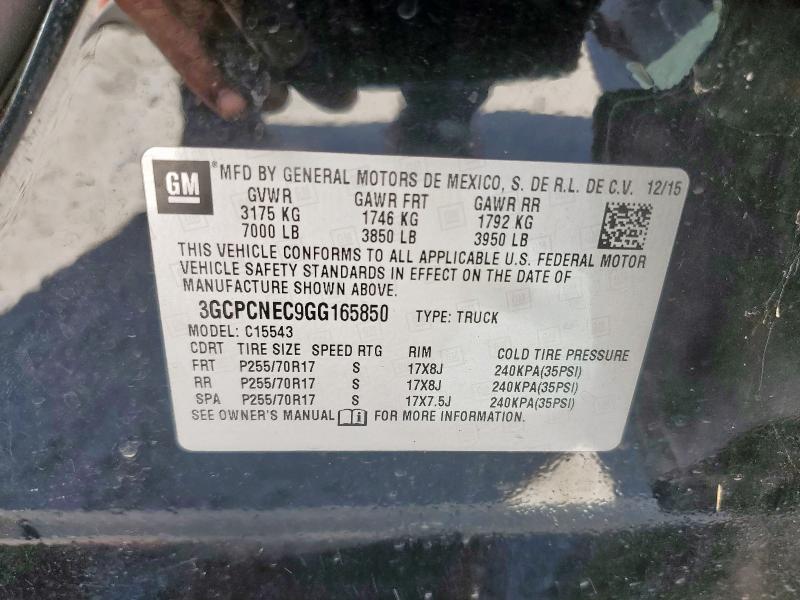 GM ® MFD BY GENERAL MOTORS DE MEXICO, S. DE R.L. DE C.V. 12/15
GVWR GAWR FRT GAWR RR
3175 KG 1746 KG 1792 KG
7000 LB 3850 LB 3950 LB
THIS VEHICLE CONFORMS TO ALL APPLICABLE U.S. FEDERAL MOTOR
VEHICLE SAFETY STANDARDS IN EFFECT ON THE DATE OF
MANUFACTURE SHOWN ABOVE.
3GCPCNEC9GG165850 TYPE: TRUCK
MODEL: C15543
CDRT TIRE SIZE SPEED RTG RIM COLD TIRE PRESSURE
FRT P255/70R17 S 17X8J 240KPA(35PSI)
RR P255/70R17 S 17X8J 240KPA(35PSI)
SPA P255/70R17 S 17X7.5J 240KPA(35PSI)
SEE OWNER'S MANUAL i FOR MORE INFORMATION.